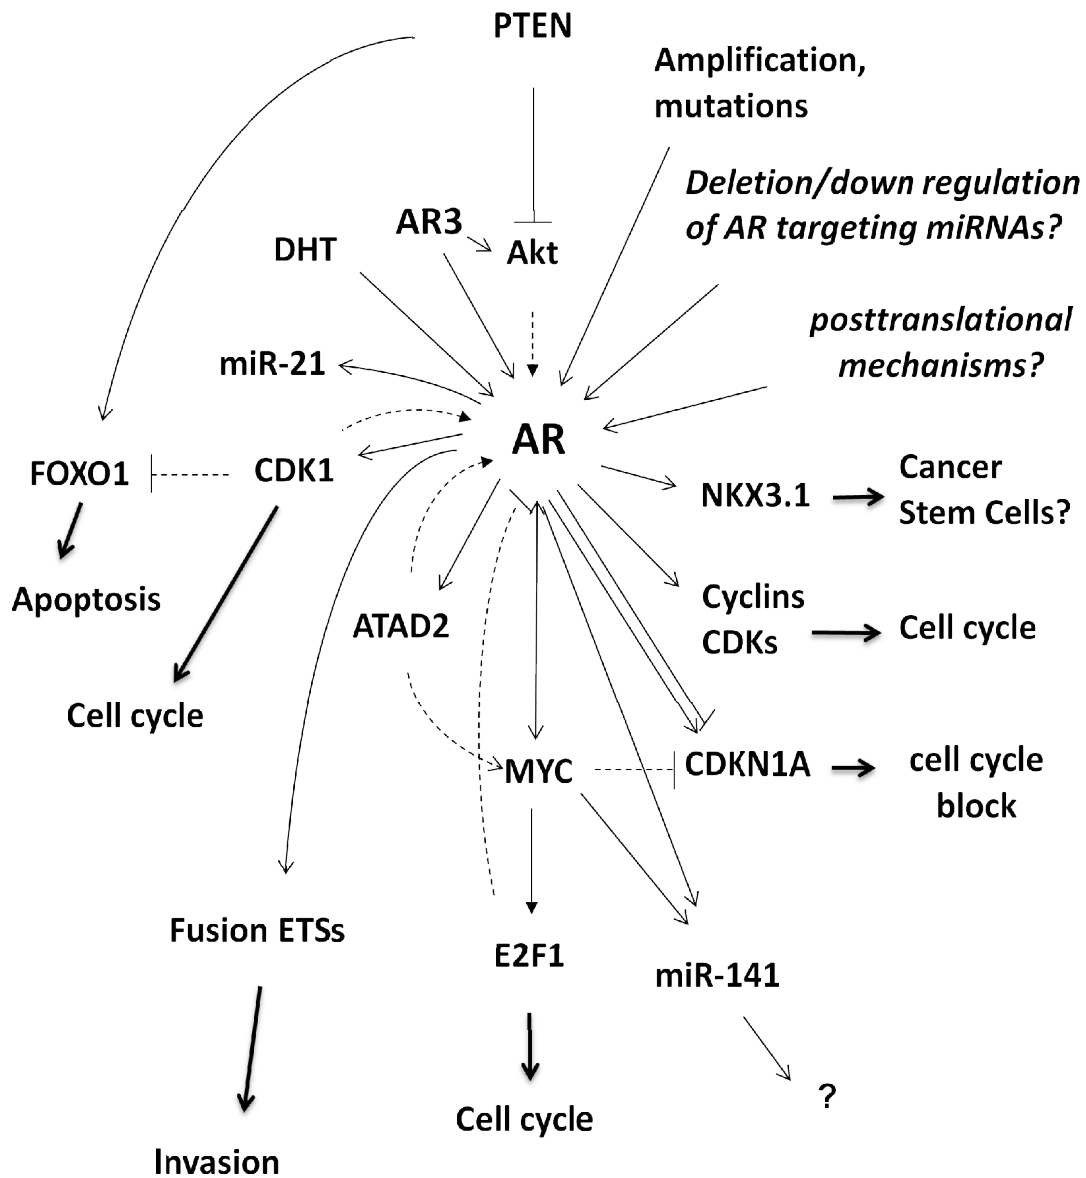 PTEN
Amplification,
mutations
Deletion/down regulation
of AR targeting miRNAs?
AR3
DHT
Akt
posttranslational
mechanisms?
miR-21
AR
FOXO1
CDK1
NKX3.1
Cancer
Stem Cells?
Apoptosis
ATAD2
Cyclins
CDKs
Cell cycle
Cell cycle
MYC
CDKN1A
cell cycle
block
Fusion ETSs
E2F1
miR-141
?
Cell cycle
Invasion